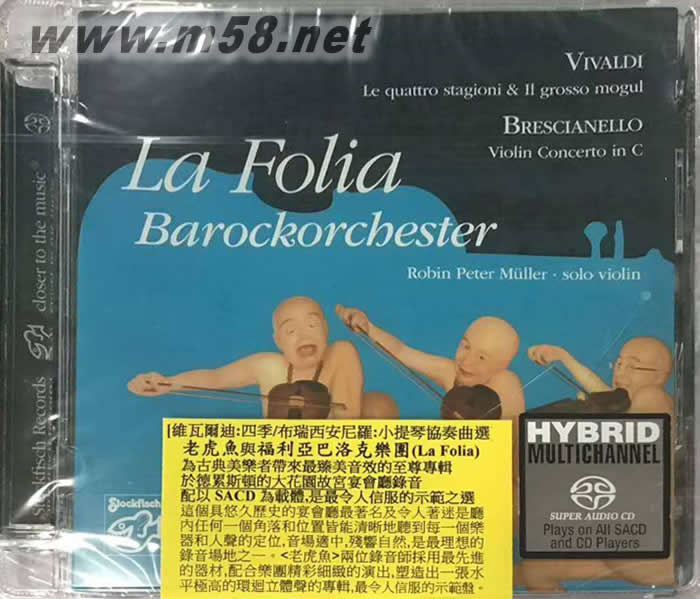 www.m58.net
VIVALDI
Le quattro stagioni & Il grosso mogul
BRESCIANELLO
Violin Concerto in C
La Folia
Barockorchester
Robin Peter Müller · solo violin
closer to the music
Stockfisch Records
Stockfisch
[維瓦爾迪:四季/布瑞西安尼羅:小提琴協奏曲選
老虎魚與福利亞巴洛克樂團(La Folia)
為古典美樂者帶來最臻美音效的至尊專輯
於德累斯頓的大花園故宮宴會廳錄音
配以 SACD 為載體,是最令人信服的示範之選
這個具悠久歷史的宴會廳最著名及令人著迷是廳
內任何一個角落和位置皆能清晰地聽到每一個樂
器和人聲的定位,音場適中,殘響自然,是最理想的
錄音場地之一。<老虎魚>兩位錄音師採用最先進
的器材,配合樂團精彩細緻的演出,塑造出一張水
平極高的環迴立體聲的專輯,最令人信服的示範盤。
HYBRID
MULTICHANNEL
SUPER AUDIO CD
Plays on All SACD
and CD Players